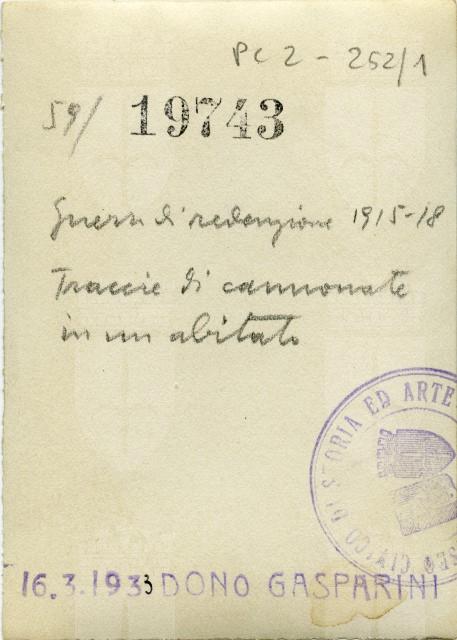 PC 2 - 252/1
59/ 19743
Guerra di redenzione 1915-18
Traccie di cannonate
in un abitato
CIVICO DI STORIA ED ARTE
16.3.1933 DONO GASPARINI